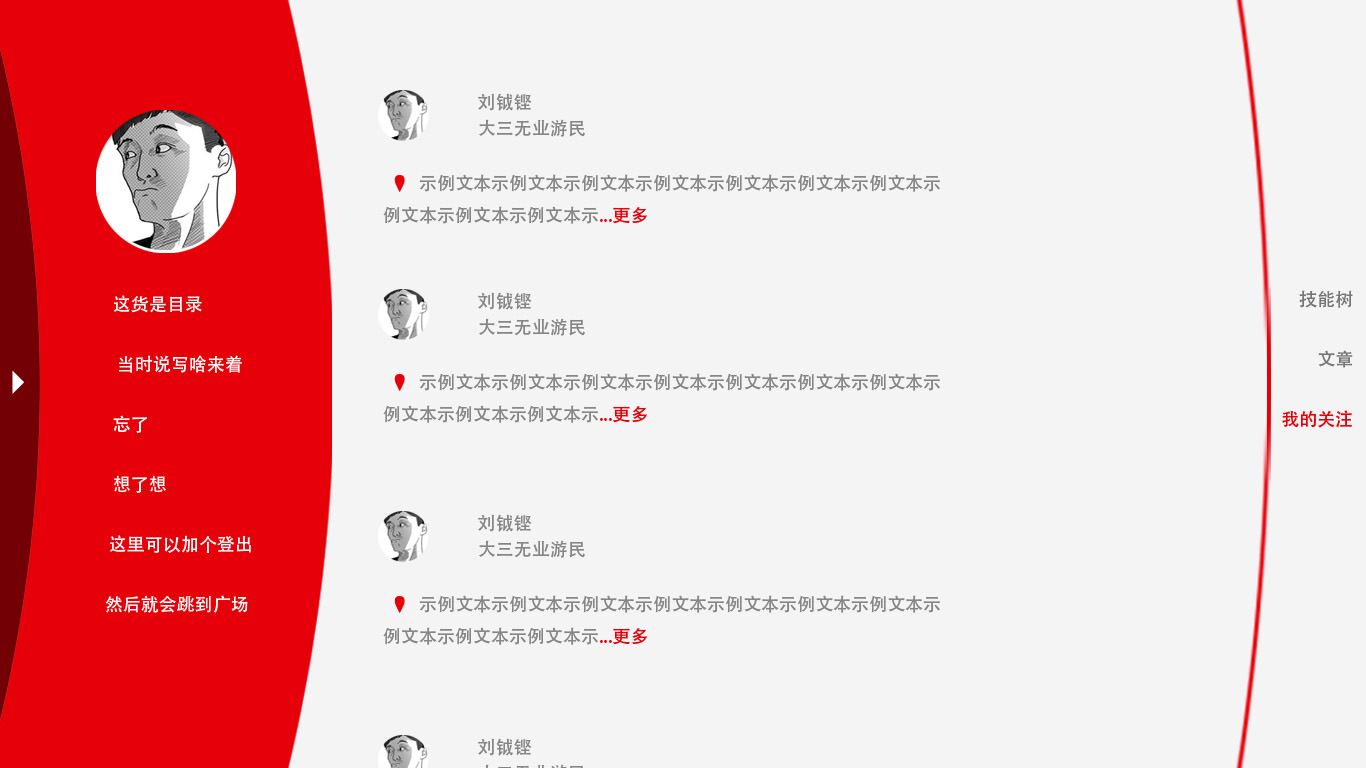 这货是目录
当时说写啥来着
忘了
想了想
这里可以加个登出
然后就会跳到广场
刘钺铿
大三无业游民
示例文本示例文本示例文本示例文本示例文本示例文本示例文本示
例文本示例文本示例文本示...更多
刘钺铿
大三无业游民
示例文本示例文本示例文本示例文本示例文本示例文本示例文本示
例文本示例文本示例文本示...更多
刘钺铿
大三无业游民
示例文本示例文本示例文本示例文本示例文本示例文本示例文本示
例文本示例文本示例文本示...更多
刘钺铿
技能树
文章
我的关注